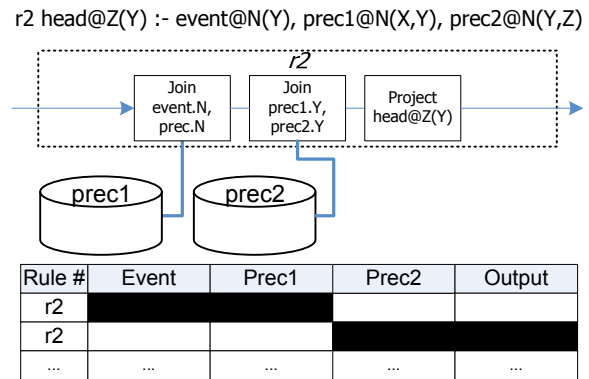 r2 head@Z(Y) :- event@N(Y), prec1@N(X,Y), prec2@N(Y,Z)
r2
Join
event.N,
prec.N
Join
prec1.Y,
prec2.Y
Project
head@Z(Y)
prec1
prec2
Rule # Event Prec1 Prec2 Output
r2
r2
... ... ... ... ...